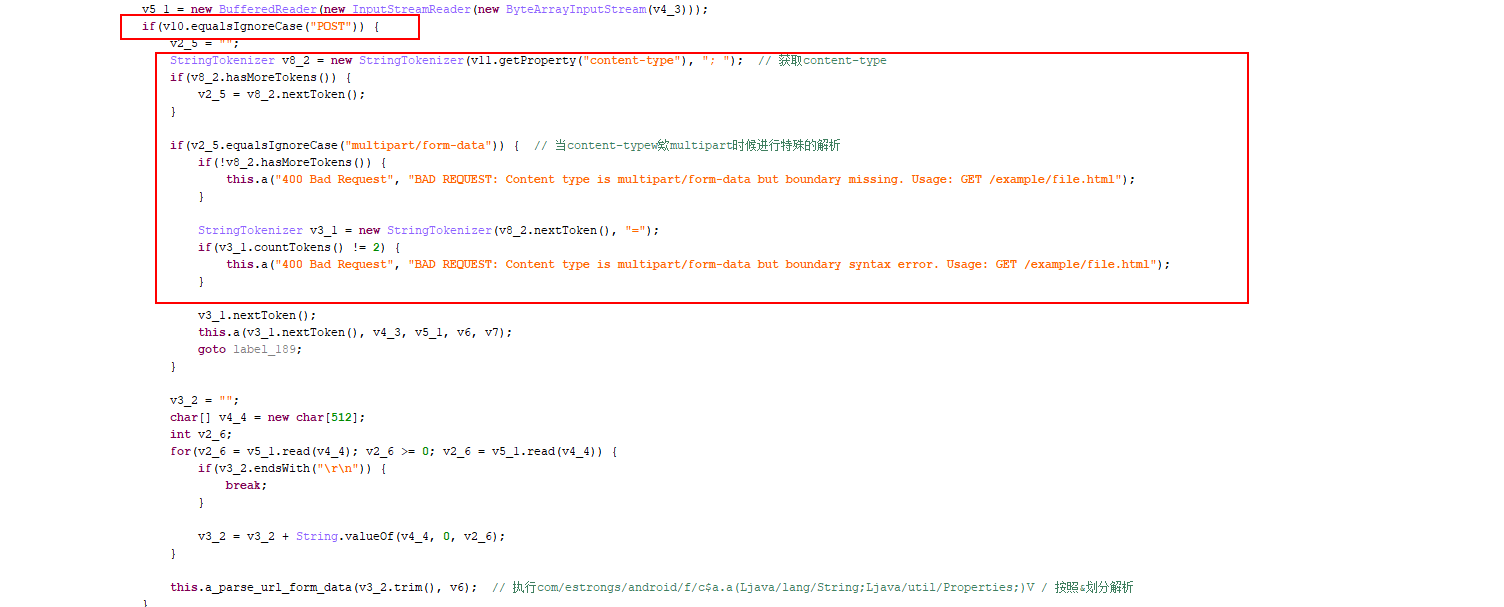 v5_1 = new BufferedReader(new InputStreamReader(new ByteArrayInputStream(v4_3)));
if(v10.equalsIgnoreCase("POST")) {
v2_5 = "";
StringTokenizer v8_2 = new StringTokenizer(v11.getProperty("content-type"), "; ");  // 获取content-type
if(v8_2.hasMoreTokens()) {
v2_5 = v8_2.nextToken();
}
if(v2_5.equalsIgnoreCase("multipart/form-data")) {  // 当content-typew欸multipart时候进行特殊的解析
if(!v8_2.hasMoreTokens()) {
this.a("400 Bad Request", "BAD REQUEST: Content type is multipart/form-data but boundary missing. Usage: GET /example/file.html");
}
StringTokenizer v3_1 = new StringTokenizer(v8_2.nextToken(), "=");
if(v3_1.countTokens() != 2) {
this.a("400 Bad Request", "BAD REQUEST: Content type is multipart/form-data but boundary syntax error. Usage: GET /example/file.html");
}
v3_1.nextToken();
this.a(v3_1.nextToken(), v4_3, v5_1, v6, v7);
goto label_189;
}
v3_2 = "";
char[] v4_4 = new char[512];
int v2_6;
for(v2_6 = v5_1.read(v4_4); v2_6 >= 0; v2_6 = v5_1.read(v4_4)) {
if(v3_2.endsWith("\r\n")) {
break;
}
v3_2 = v3_2 + String.valueOf(v4_4, 0, v2_6);
}
this.a_parse_url_form_data(v3_2.trim(), v6);  // 执行com/estrongs/android/f/c$a.a(Ljava/lang/String;Ljava/util/Properties;)V / 按照&划分解析
}